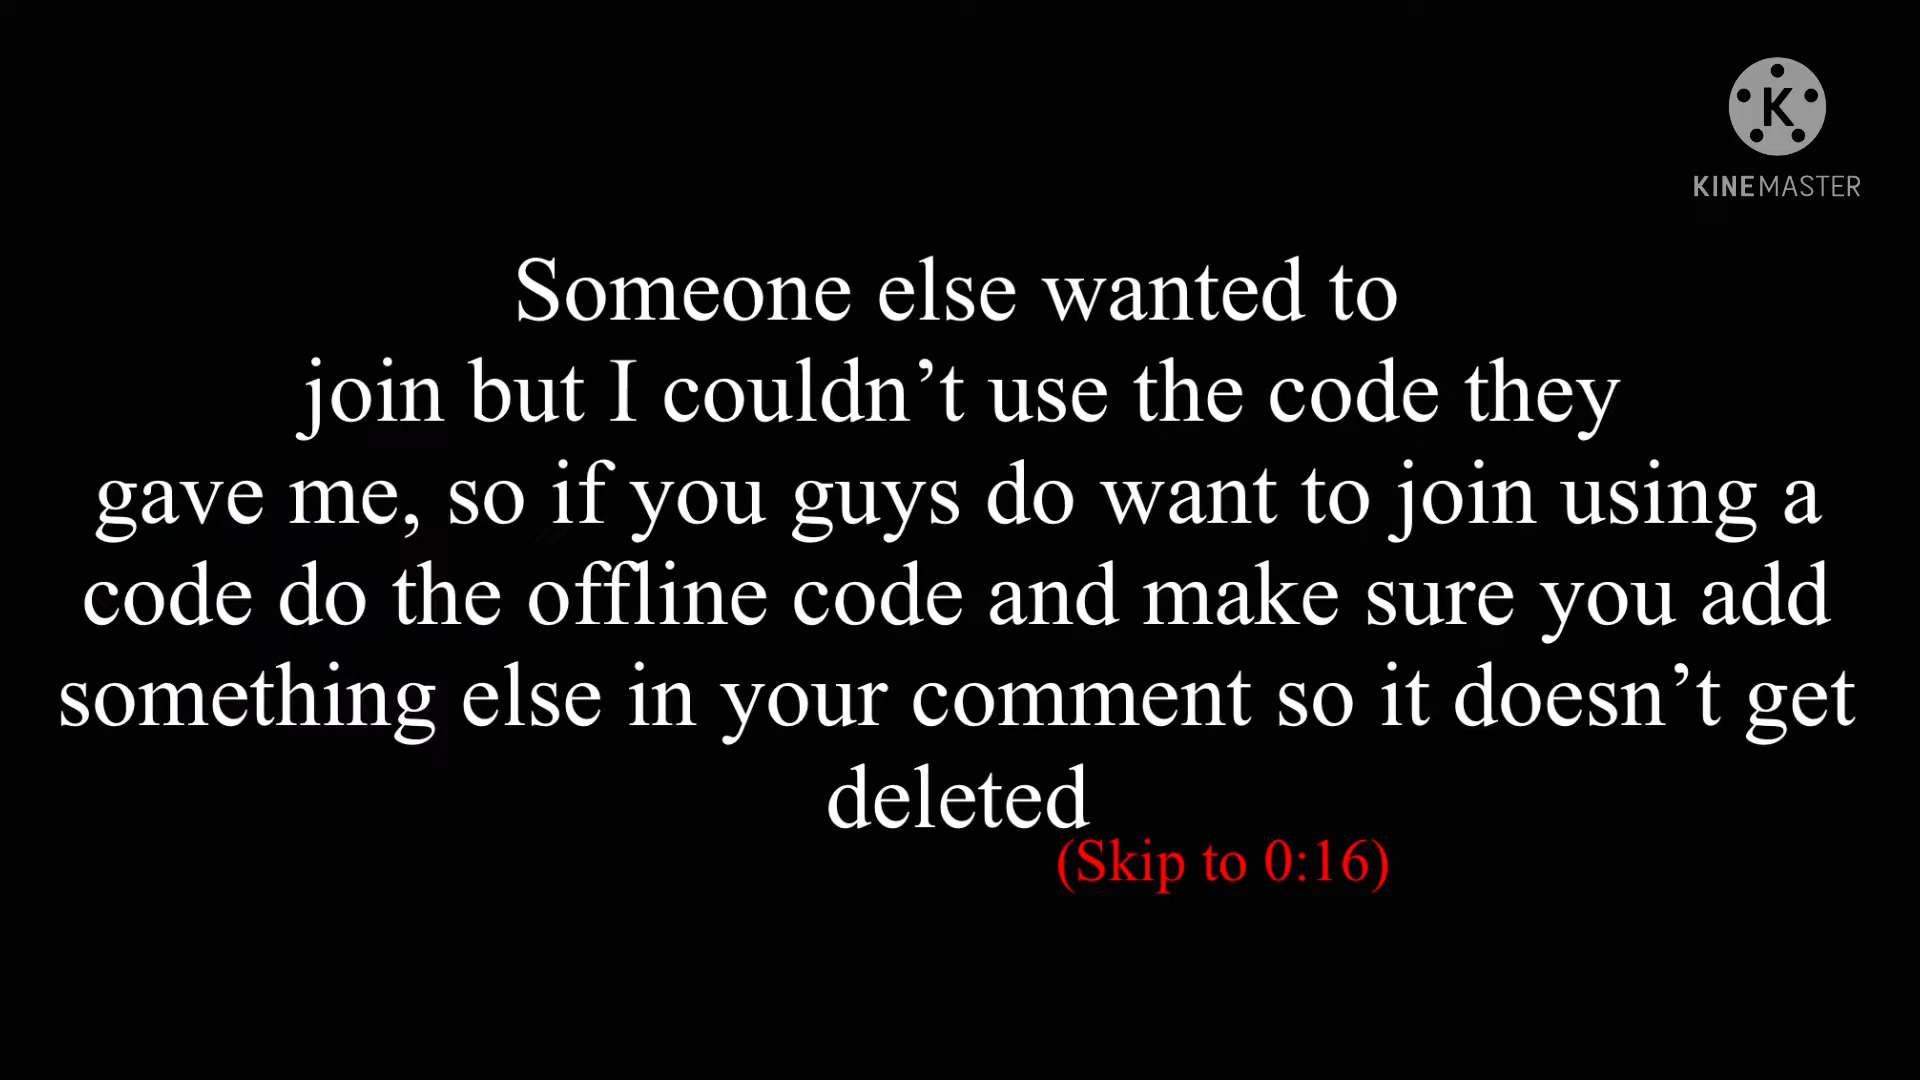 K
KINEMASTER
Someone else wanted to
join but I couldn’t use the code they
gave me, so if you guys do want to join using a
code do the offline code and make sure you add
something else in your comment so it doesn’t get
deleted
(Skip to 0:16)